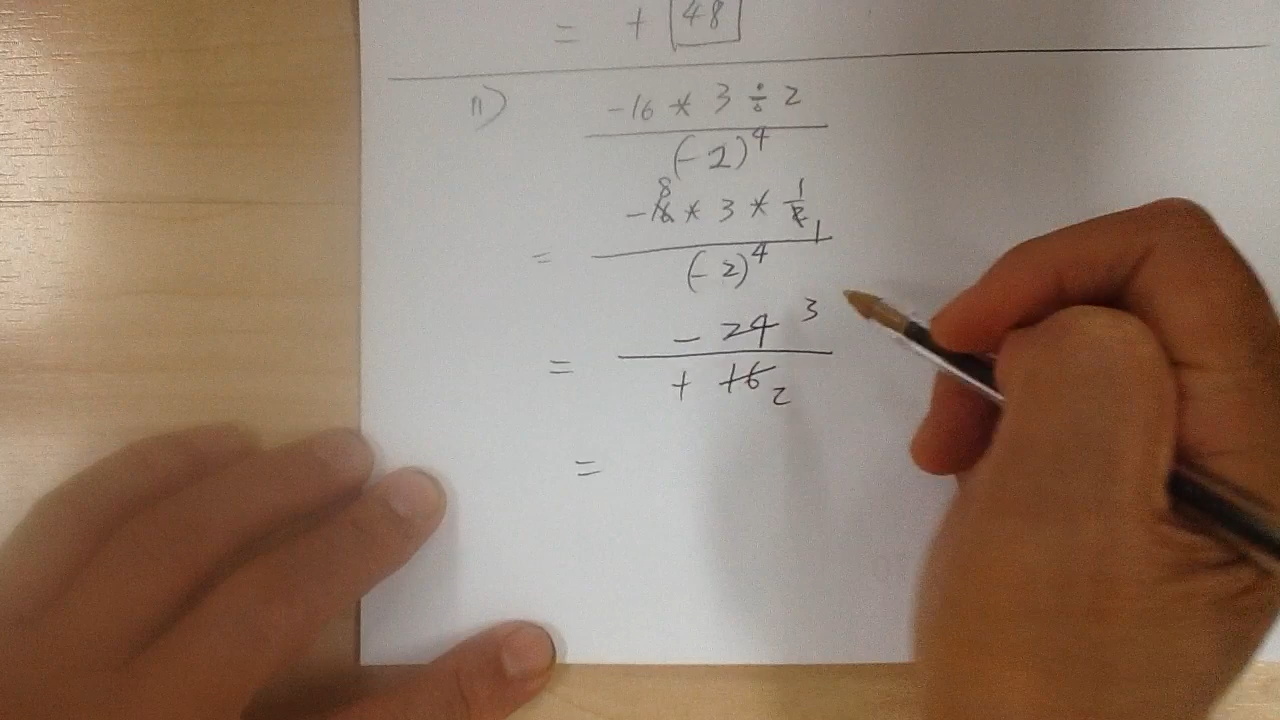 = + 48
11) -16 * 3 ÷ 2
(-2)^4
= -16 8 * 3 * 1/2 1
(-2)^4
= -24 3
+16 2
=